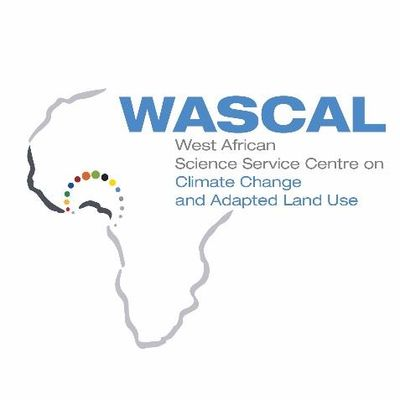 WASCAL
West African
Science Service Centre on
Climate Change
and Adapted Land Use